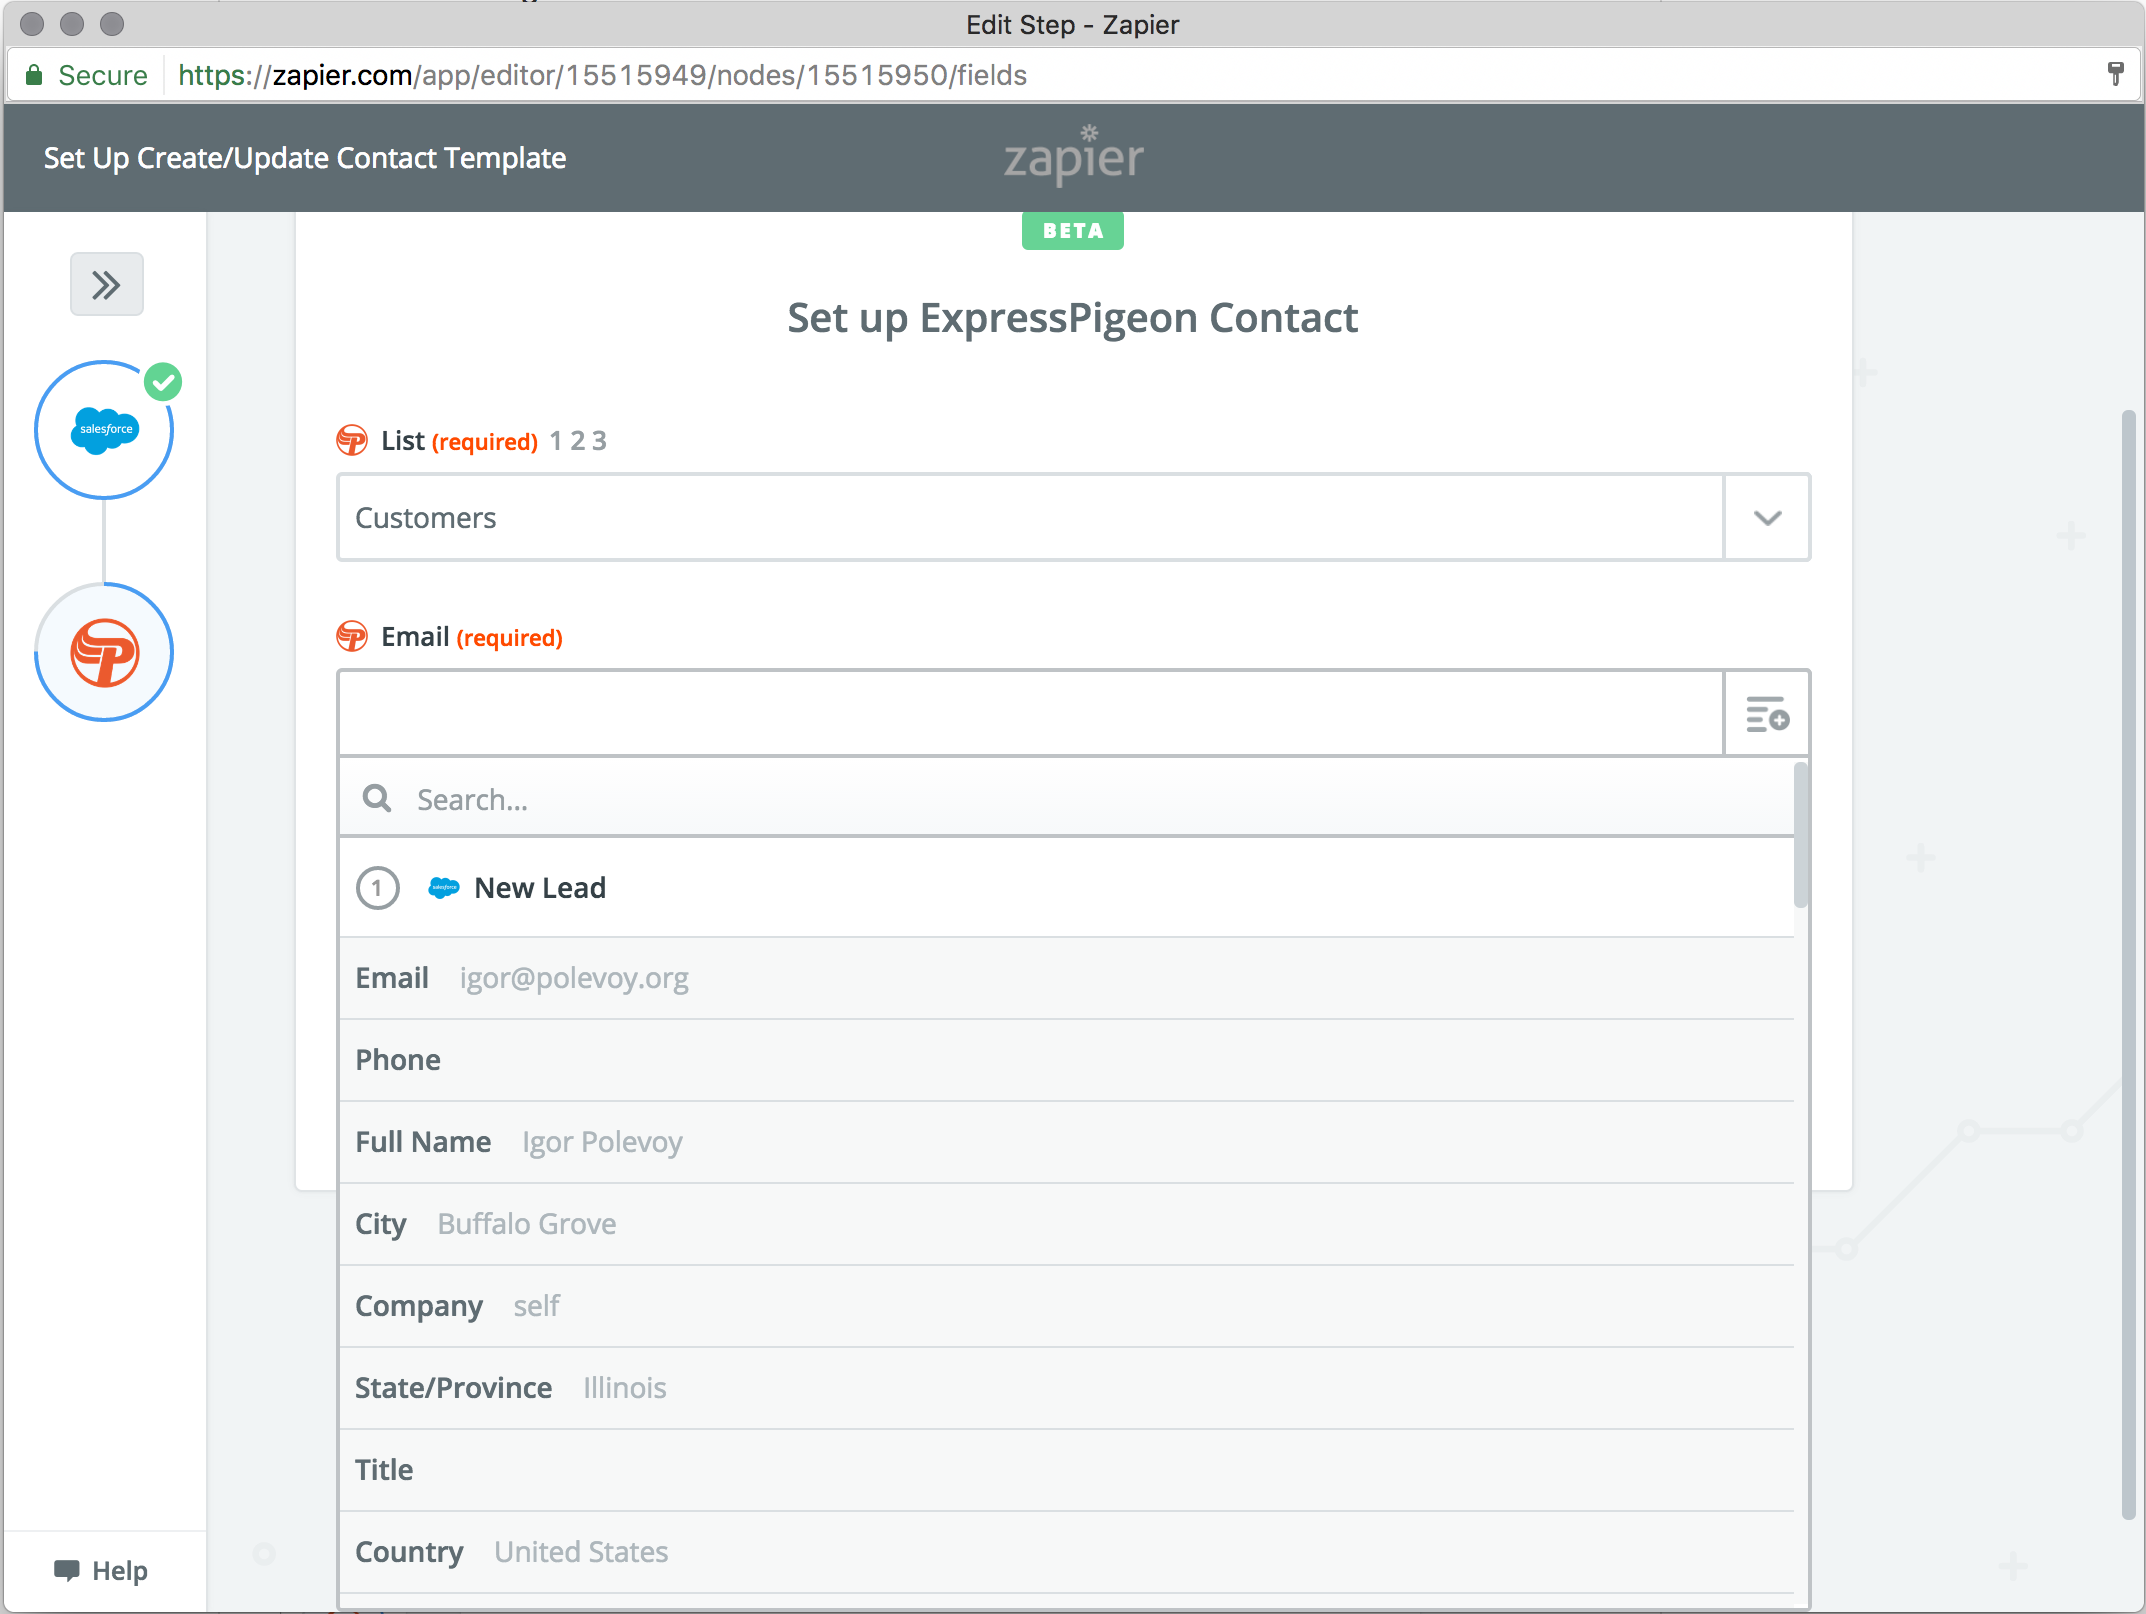 Edit Step - Zapier
Secure https://zapier.com/app/editor/15515949/nodes/15515950/fields
Set Up Create/Update Contact Template
zapier
BETA
Set up ExpressPigeon Contact
salesforce
List (required) 1 2 3
Customers
Email (required)
Search...
1 salesforce New Lead
Email igor@polevoy.org
Phone
Full Name Igor Polevoy
City Buffalo Grove
Company self
State/Province Illinois
Title
Country United States
Help